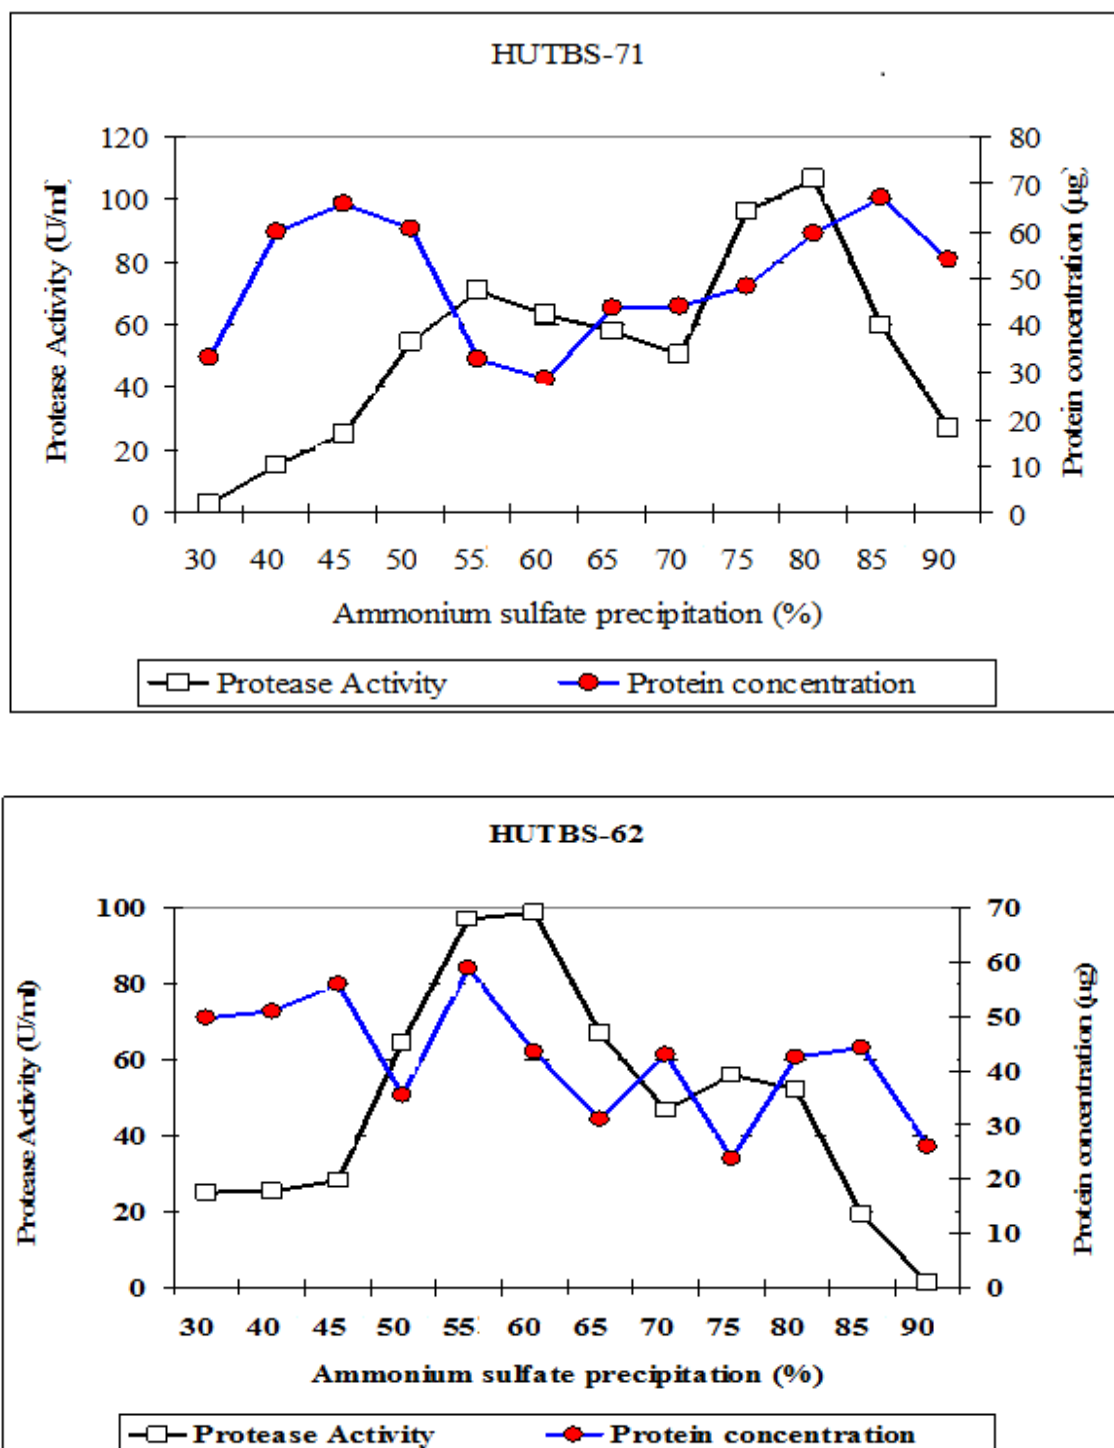 HUTBS-71
120
100
80
60
40
20
0
80
70
60
50
40
30
20
10
0
Protease Activity (U/ml)
Protein concentration (µg)
30 40 45 50 55 60 65 70 75 80 85 90
Ammonium sulfate precipitation (%)
Protease Activity Protein concentration
HUTBS-62
100
80
60
40
20
0
70
60
50
40
30
20
10
0
Protease Activity (U/ml)
Protein concentration (µg)
30 40 45 50 55 60 65 70 75 80 85 90
Ammonium sulfate precipitation (%)
Protease Activity Protein concentration